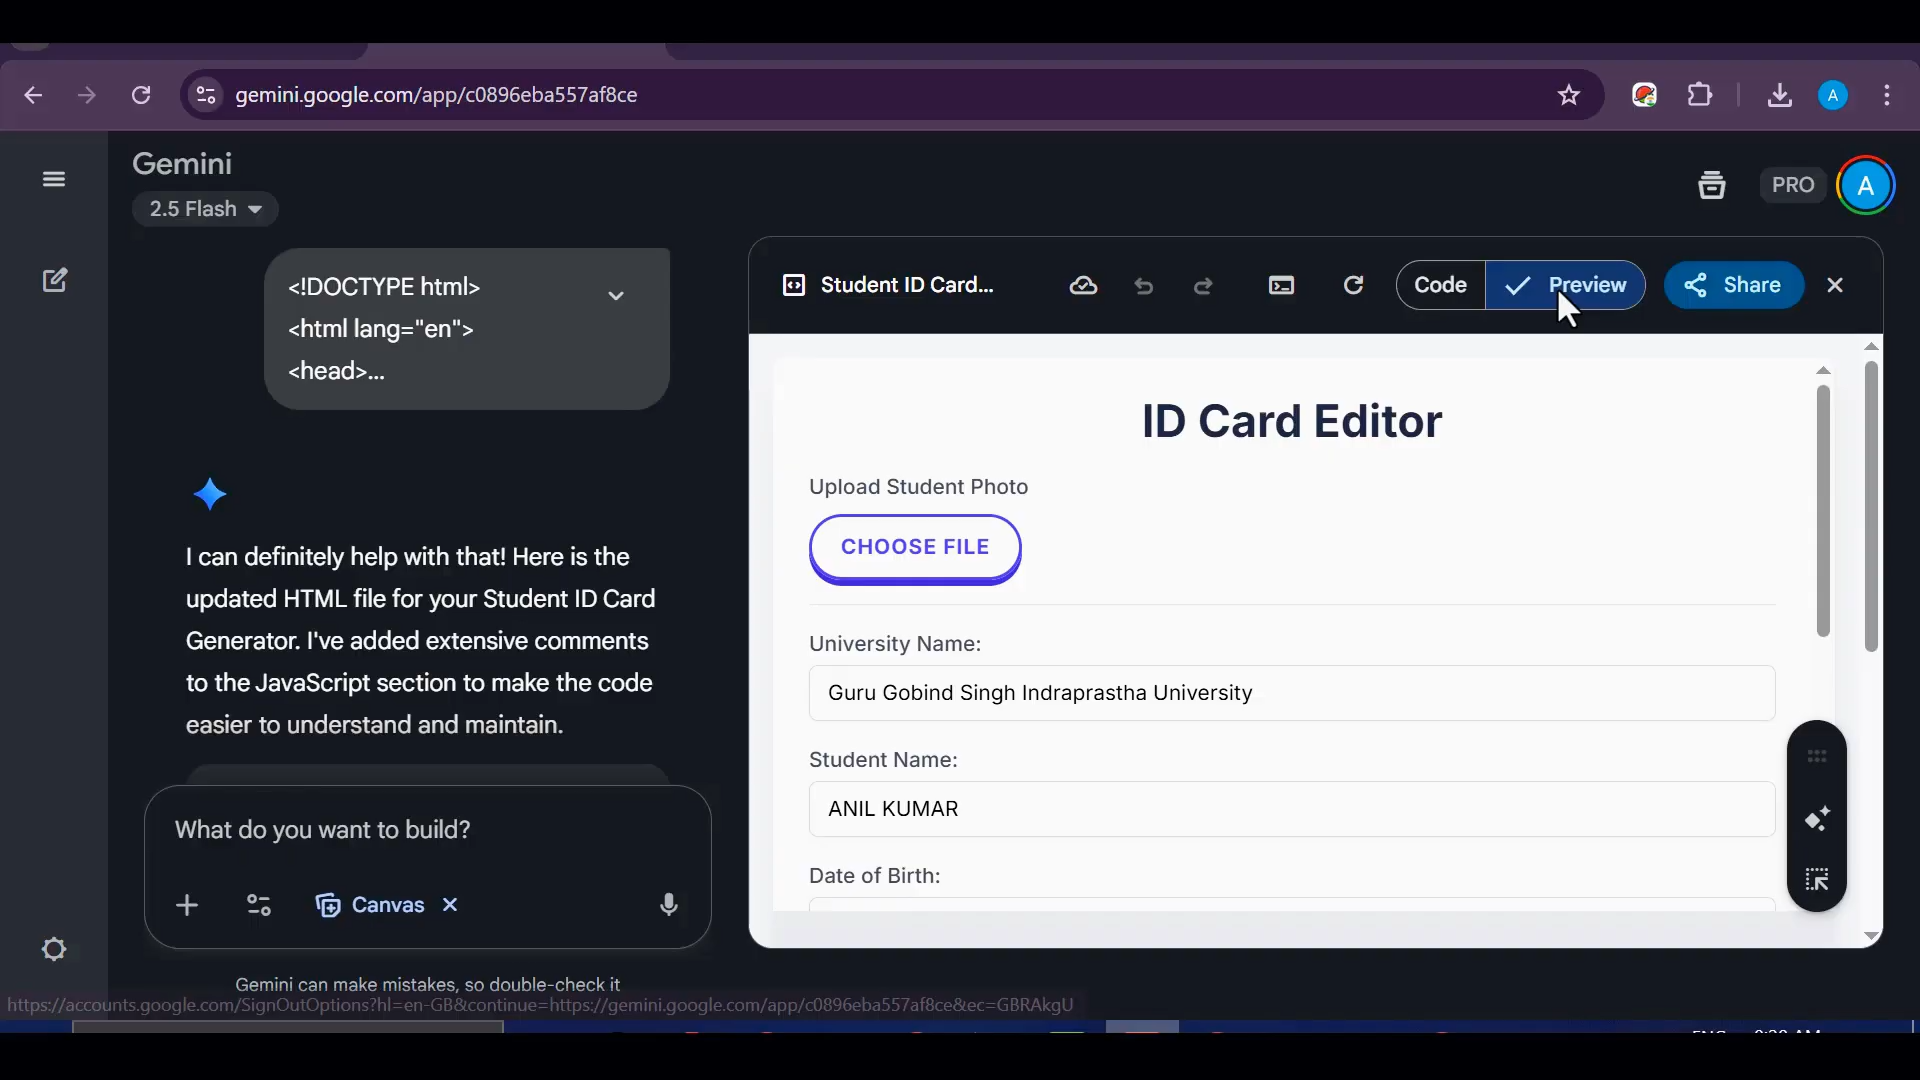 gemini.google.com/app/c0896eba557af8ce
A
Gemini
2.5 Flash
PRO
A
<!DOCTYPE html>
<html lang="en">
<head>...
I can definitely help with that! Here is the
updated HTML file for your Student ID Card
Generator. I've added extensive comments
to the JavaScript section to make the code
easier to understand and maintain.
What do you want to build?
Canvas
Gemini can make mistakes, so double-check it
Student ID Card...
Code
Preview
Share
ID Card Editor
Upload Student Photo
CHOOSE FILE
University Name:
Guru Gobind Singh Indraprastha University
Student Name:
ANIL KUMAR
Date of Birth:
https://accounts.google.com/SignOutOptions?hl=en-GB&continue=https://gemini.google.com/app/c0896eba557af8ce&ec=GBRAkgU